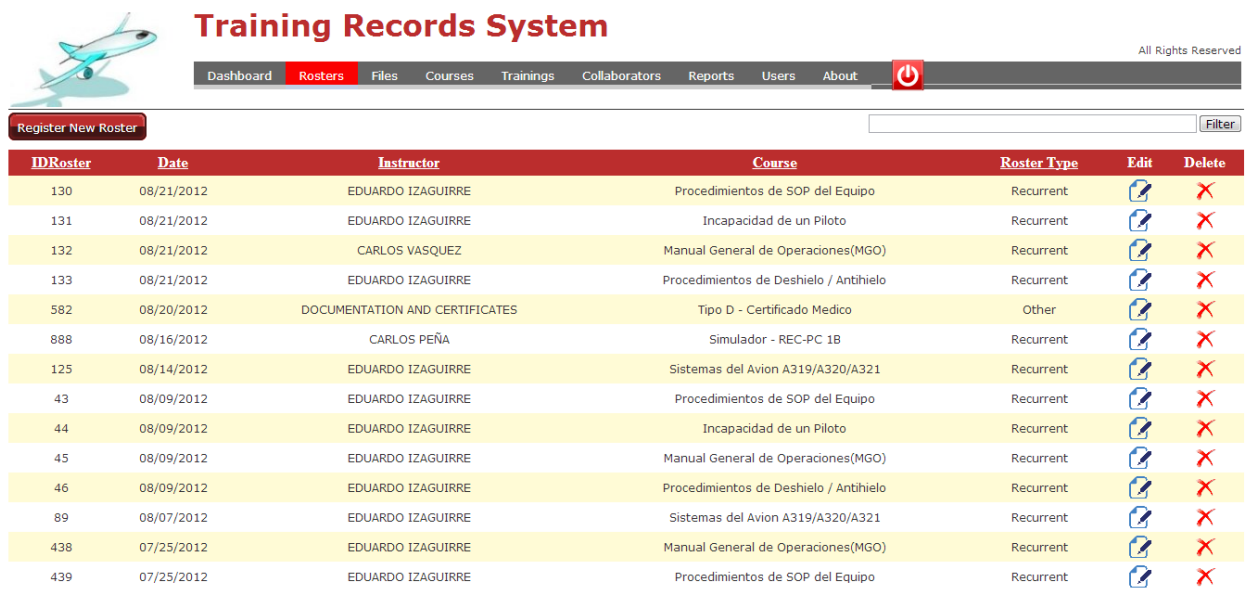 Training Records System
All Rights Reserved
Dashboard Rosters Files Courses Trainings Collaborators Reports Users About
Register New Roster Filter
IDRoster Date Instructor Course Roster Type Edit Delete
130 08/21/2012 EDUARDO IZAGUIRRE Procedimientos de SOP del Equipo Recurrent
131 08/21/2012 EDUARDO IZAGUIRRE Incapacidad de un Piloto Recurrent
132 08/21/2012 CARLOS VASQUEZ Manual General de Operaciones(MGO) Recurrent
133 08/21/2012 EDUARDO IZAGUIRRE Procedimientos de Deshielo / Antihielo Recurrent
582 08/20/2012 DOCUMENTATION AND CERTIFICATES Tipo D - Certificado Medico Other
888 08/16/2012 CARLOS PEÑA Simulador - REC-PC 1B Recurrent
125 08/14/2012 EDUARDO IZAGUIRRE Sistemas del Avion A319/A320/A321 Recurrent
43 08/09/2012 EDUARDO IZAGUIRRE Procedimientos de SOP del Equipo Recurrent
44 08/09/2012 EDUARDO IZAGUIRRE Incapacidad de un Piloto Recurrent
45 08/09/2012 EDUARDO IZAGUIRRE Manual General de Operaciones(MGO) Recurrent
46 08/09/2012 EDUARDO IZAGUIRRE Procedimientos de Deshielo / Antihielo Recurrent
89 08/07/2012 EDUARDO IZAGUIRRE Sistemas del Avion A319/A320/A321 Recurrent
438 07/25/2012 EDUARDO IZAGUIRRE Manual General de Operaciones(MGO) Recurrent
439 07/25/2012 EDUARDO IZAGUIRRE Procedimientos de SOP del Equipo Recurrent